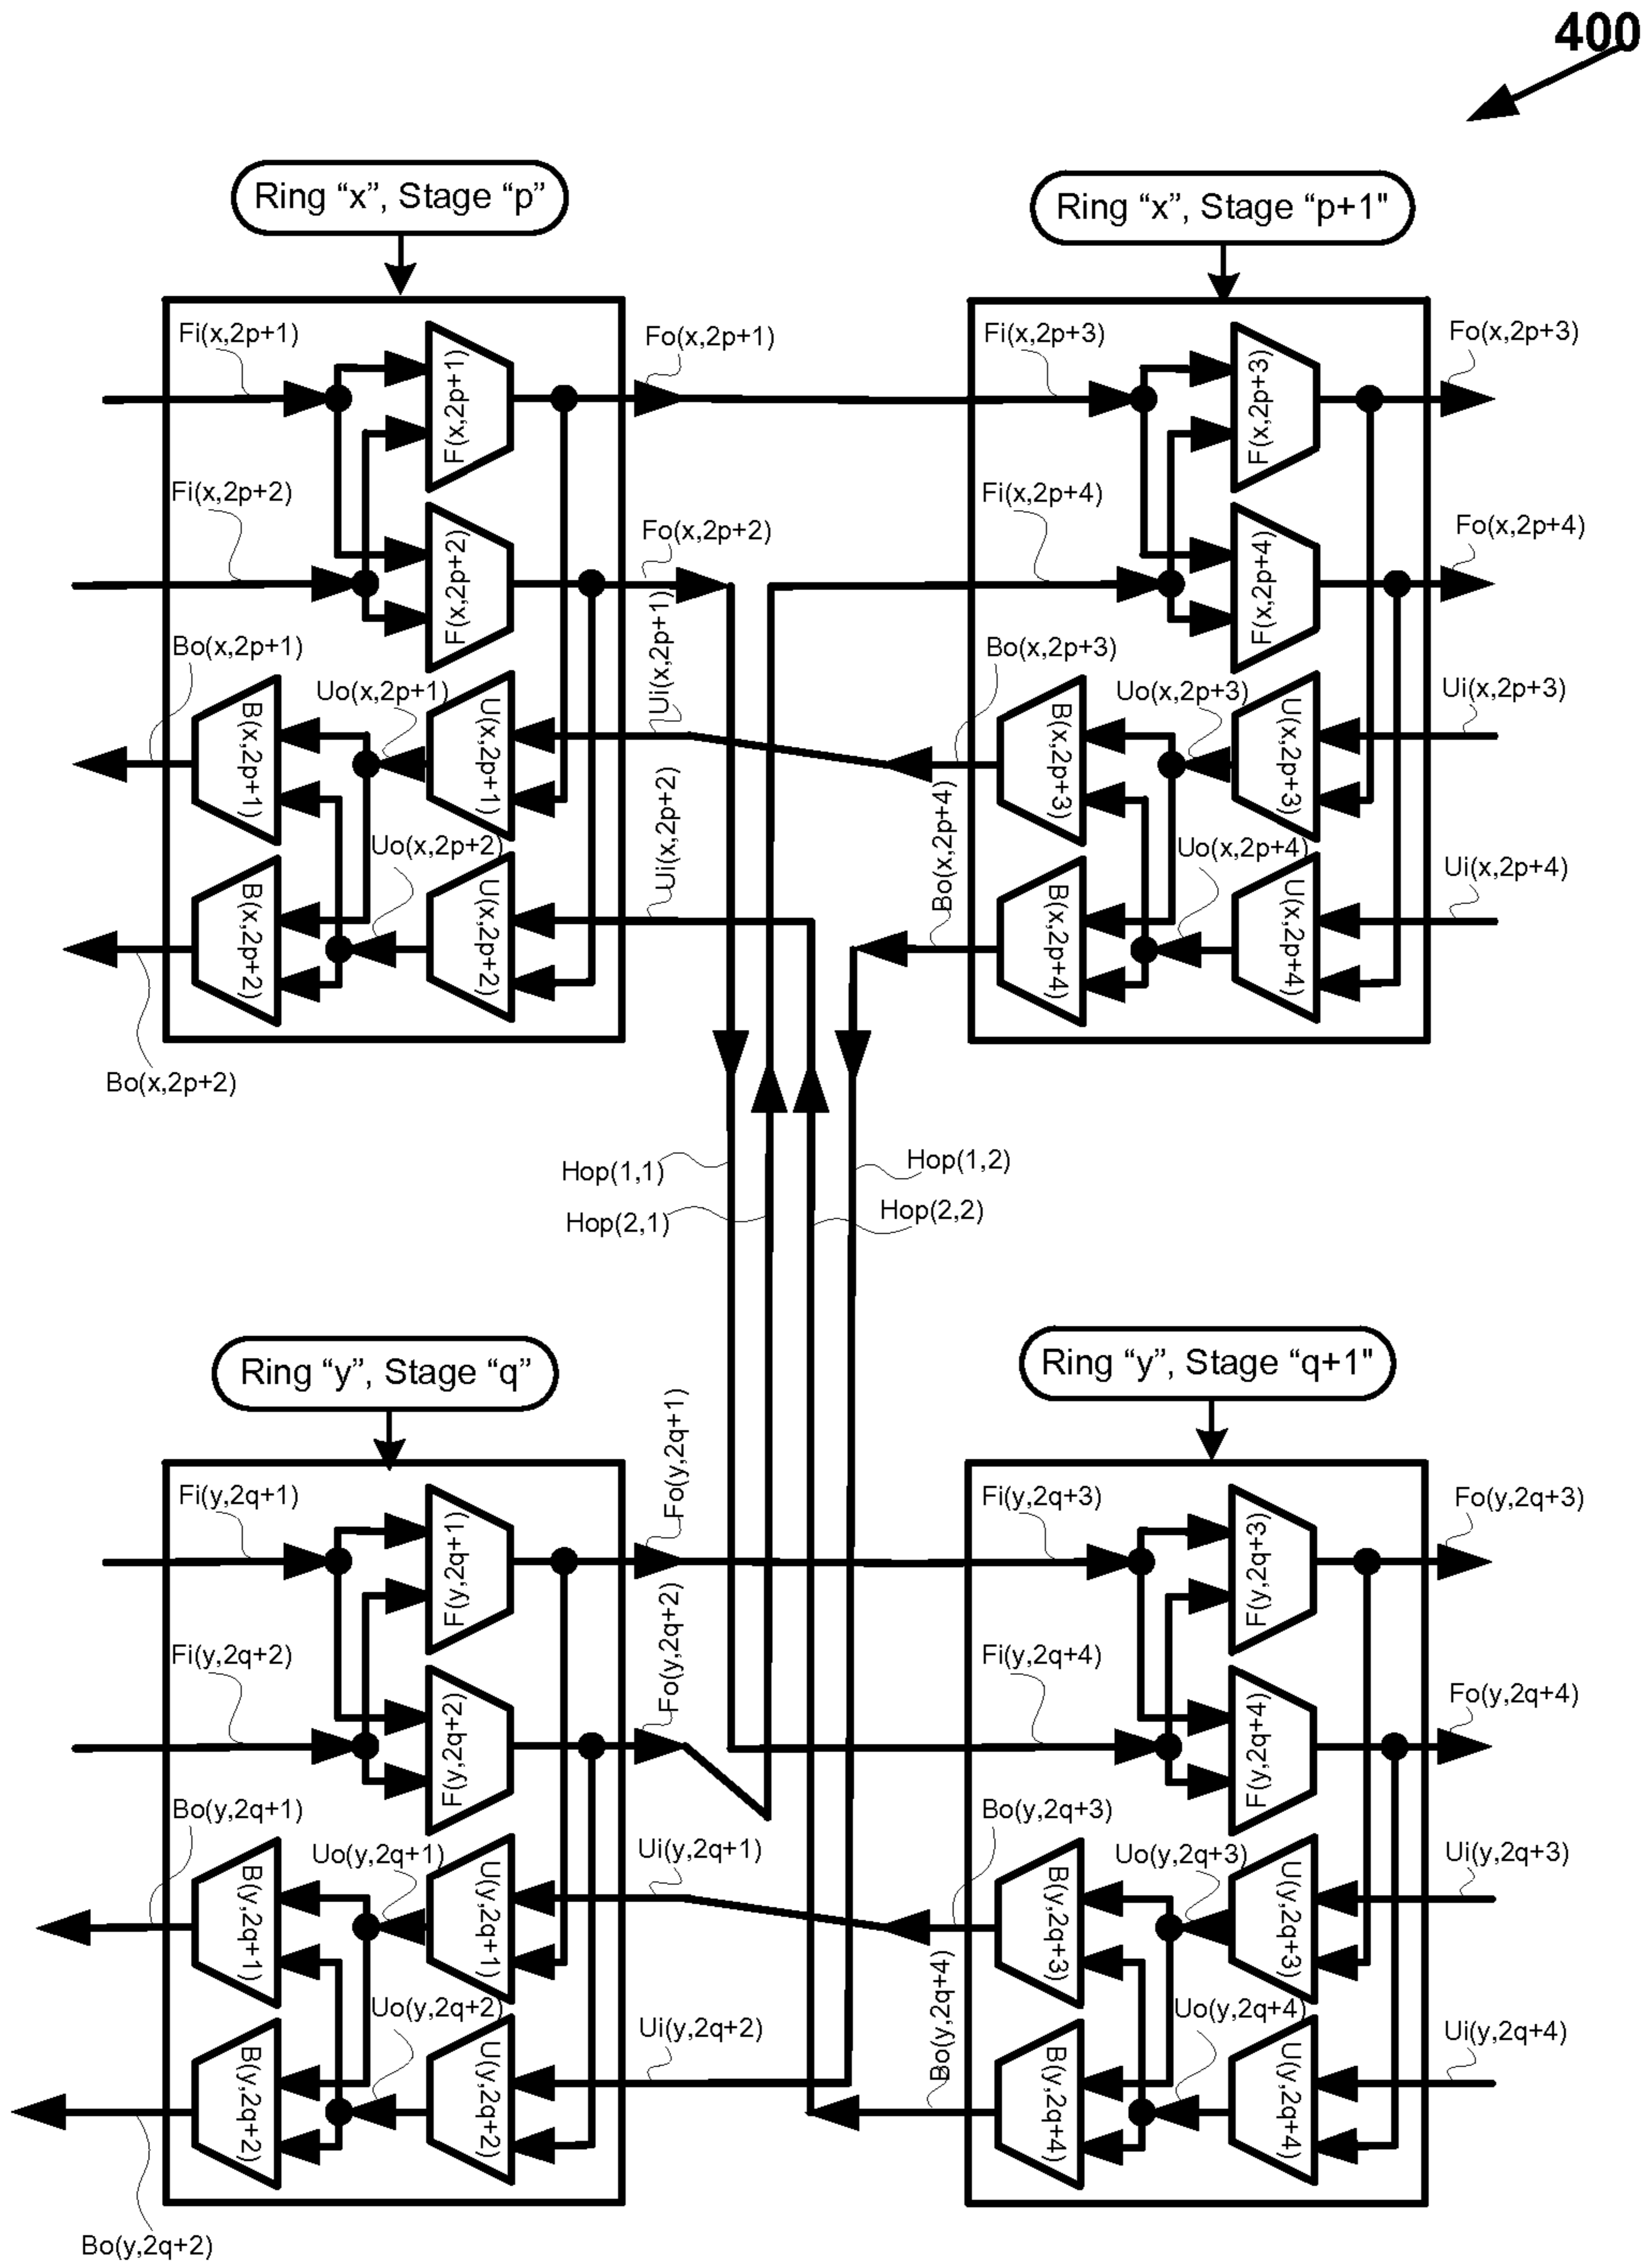 400
Ring “x”, Stage “p”
Ring “x”, Stage “p+1"
Fi(x,2p+1)
F(x,2p+1)
Fo(x,2p+1)
Fi(x,2p+3)
F(x,2p+3)
Fo(x,2p+3)
Fi(x,2p+2)
F(x,2p+2)
Fo(x,2p+2)
Fi(x,2p+4)
F(x,2p+4)
Fo(x,2p+4)
Bo(x,2p+1)
B(x,2p+1)
Uo(x,2p+1)
U(x,2p+1)
Ui(x,2p+1)
Bo(x,2p+3)
B(x,2p+3)
Uo(x,2p+3)
U(x,2p+3)
Ui(x,2p+3)
B(x,2p+2)
Uo(x,2p+2)
U(x,2p+2)
Ui(x,2p+2)
Bo(x,2p+4)
B(x,2p+4)
Uo(x,2p+4)
U(x,2p+4)
Ui(x,2p+4)
Bo(x,2p+2)
Hop(1,1)
Hop(1,2)
Hop(2,1)
Hop(2,2)
Ring “y”, Stage “q”
Ring “y”, Stage “q+1"
Fi(y,2q+1)
F(y,2q+1)
Fo(y,2q+1)
Fi(y,2q+3)
F(y,2q+3)
Fo(y,2q+3)
Fi(y,2q+2)
F(y,2q+2)
Fo(y,2q+2)
Fi(y,2q+4)
F(y,2q+4)
Fo(y,2q+4)
Bo(y,2q+1)
B(y,2q+1)
Uo(y,2q+1)
U(y,2q+1)
Ui(y,2q+1)
Bo(y,2q+3)
B(y,2q+3)
Uo(y,2q+3)
U(y,2q+3)
Ui(y,2q+3)
B(y,2q+2)
Uo(y,2q+2)
U(y,2q+2)
Ui(y,2q+2)
Bo(y,2q+4)
B(y,2q+4)
Uo(y,2q+4)
U(y,2q+4)
Ui(y,2q+4)
Bo(y,2q+2)